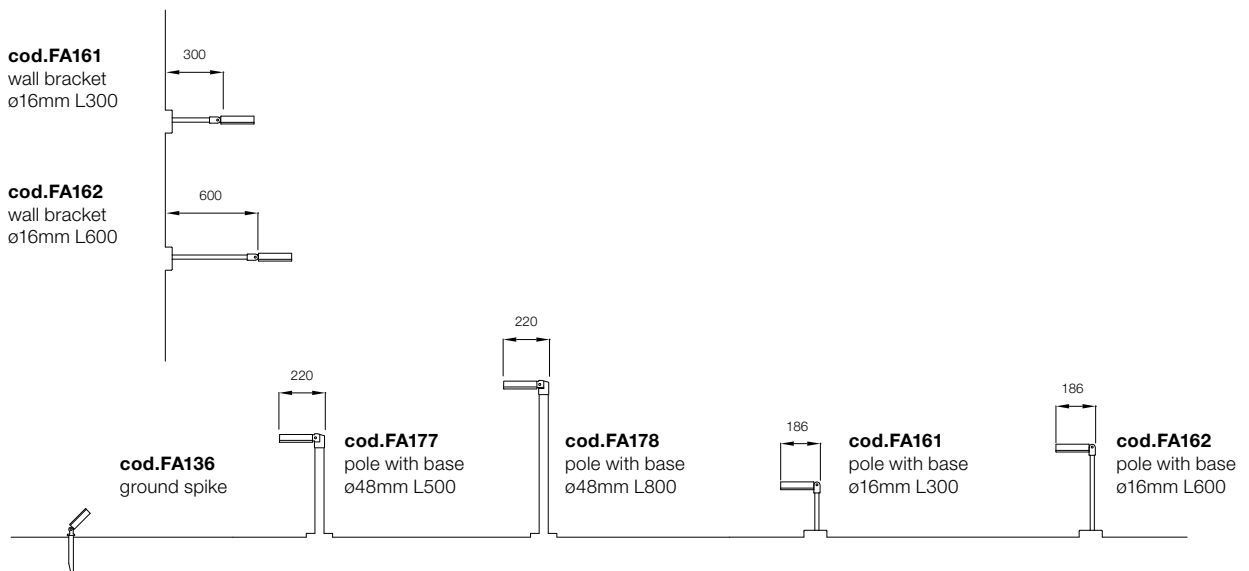 cod.FA161
wall bracket
ø16mm L300
300
cod.FA162
wall bracket
ø16mm L600
600
cod.FA136
ground spike
220
cod.FA177
pole with base
ø48mm L500
220
cod.FA178
pole with base
ø48mm L800
186
cod.FA161
pole with base
ø16mm L300
186
cod.FA162
pole with base
ø16mm L600